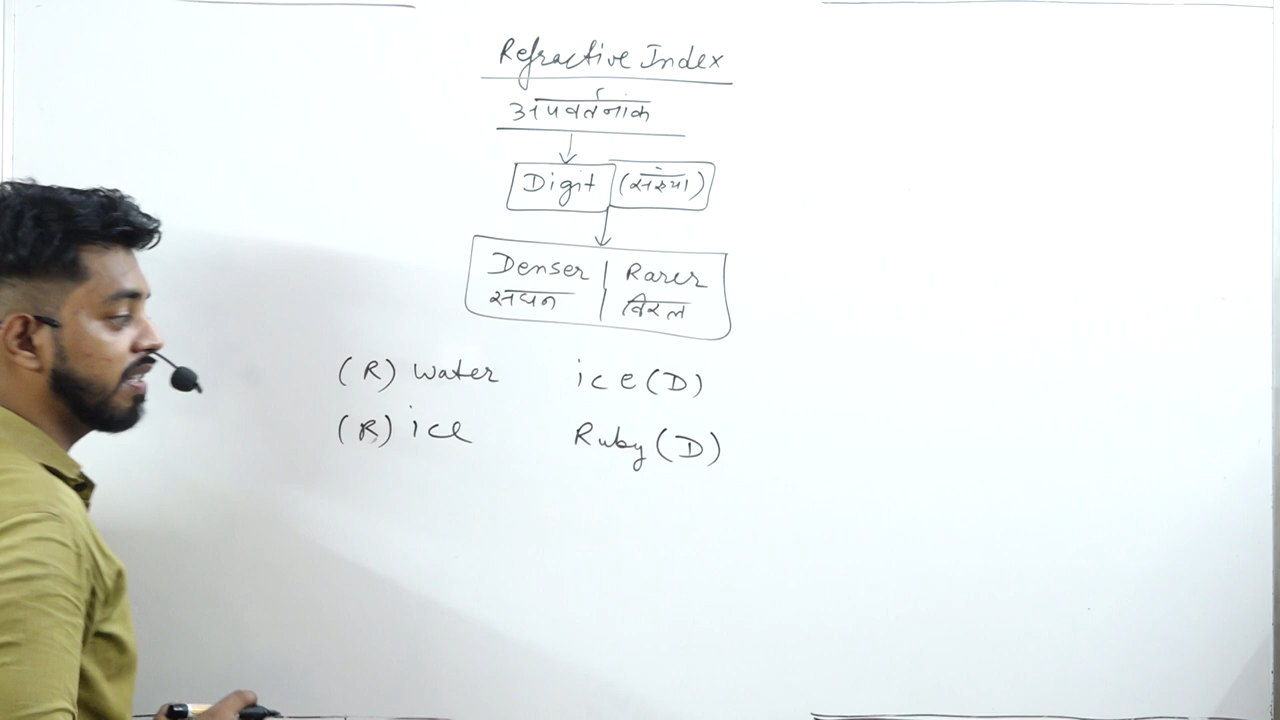 Refractive Index
अपवर्तनांक
Digit (संख्या)
Denser | Rarer
सघन | विरल
(R) water ice (D)
(R) ice Ruby (D)